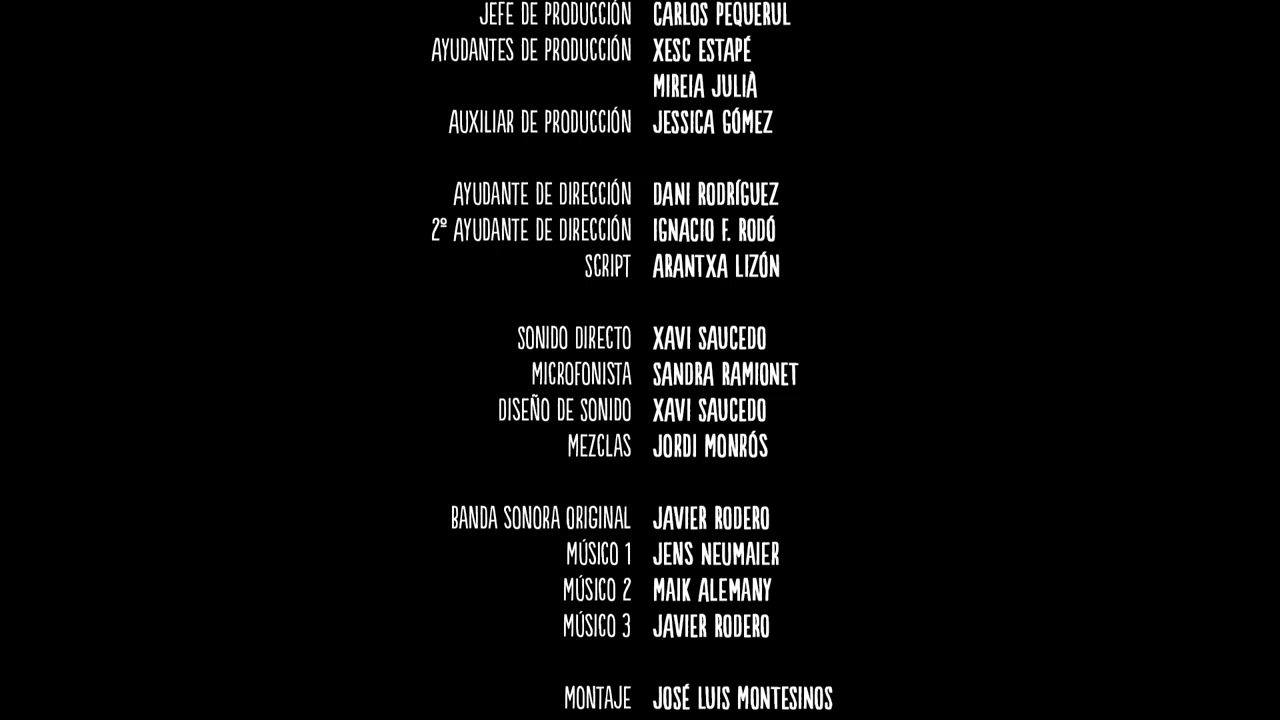 JEFE DE PRODUCCIÓN CARLOS PEQUERUL
AYUDANTES DE PRODUCCIÓN XESC ESTAPÉ
MIREIA JULIÀ
AUXILIAR DE PRODUCCIÓN JESSICA GÓMEZ
AYUDANTE DE DIRECCIÓN DANI RODRÍGUEZ
2º AYUDANTE DE DIRECCIÓN IGNACIO F. RODÓ
SCRIPT ARANTXA LIZÓN
SONIDO DIRECTO XAVI SAUCEDO
MICROFONISTA SANDRA RAMIONET
DISEÑO DE SONIDO XAVI SAUCEDO
MEZCLAS JORDI MONRÓS
BANDA SONORA ORIGINAL JAVIER RODERO
MÚSICO 1 JENS NEUMAIER
MÚSICO 2 MAIK ALEMANY
MÚSICO 3 JAVIER RODERO
MONTAJE JOSÉ LUIS MONTESINOS